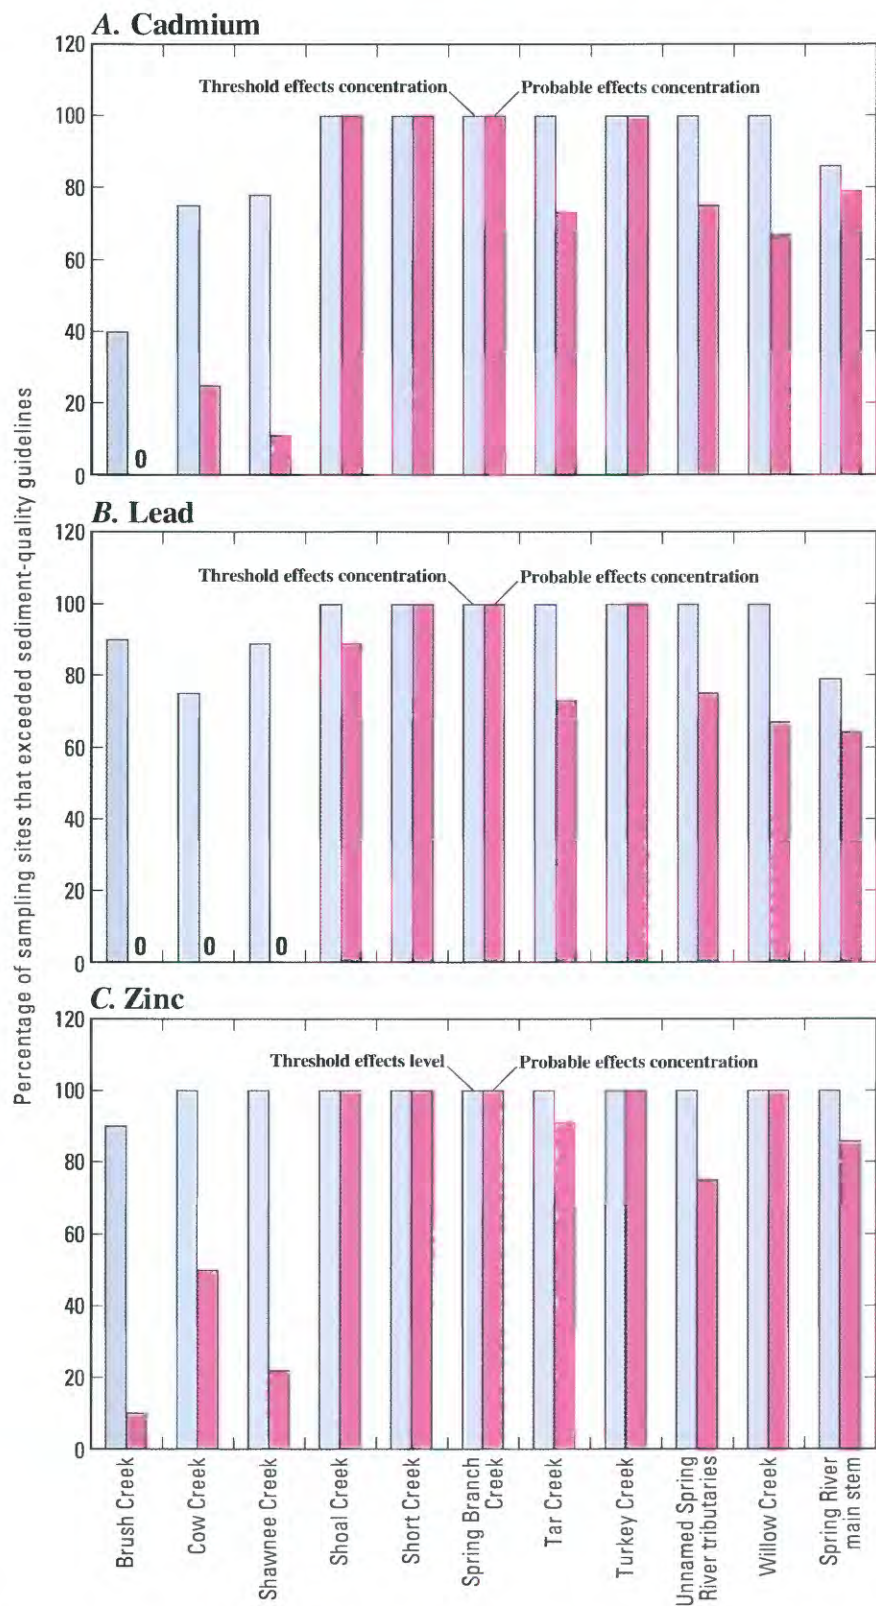 A. Cadmium
120
Threshold effects concentration
Probable effects concentration
100
80
60
40
20
0
0
Percentage of sampling sites that exceeded sediment-quality guidelines
B. Lead
120
Threshold effects concentration
Probable effects concentration
100
80
60
40
20
0
0
0
0
C. Zinc
120
Threshold effects level
Probable effects concentration
100
80
60
40
20
0
Brush Creek
Cow Creek
Shawnee Creek
Shoal Creek
Short Creek
Spring Branch
Creek
Tar Creek
Turkey Creek
Unnamed Spring
River tributaries
Willow Creek
Spring River
main stem